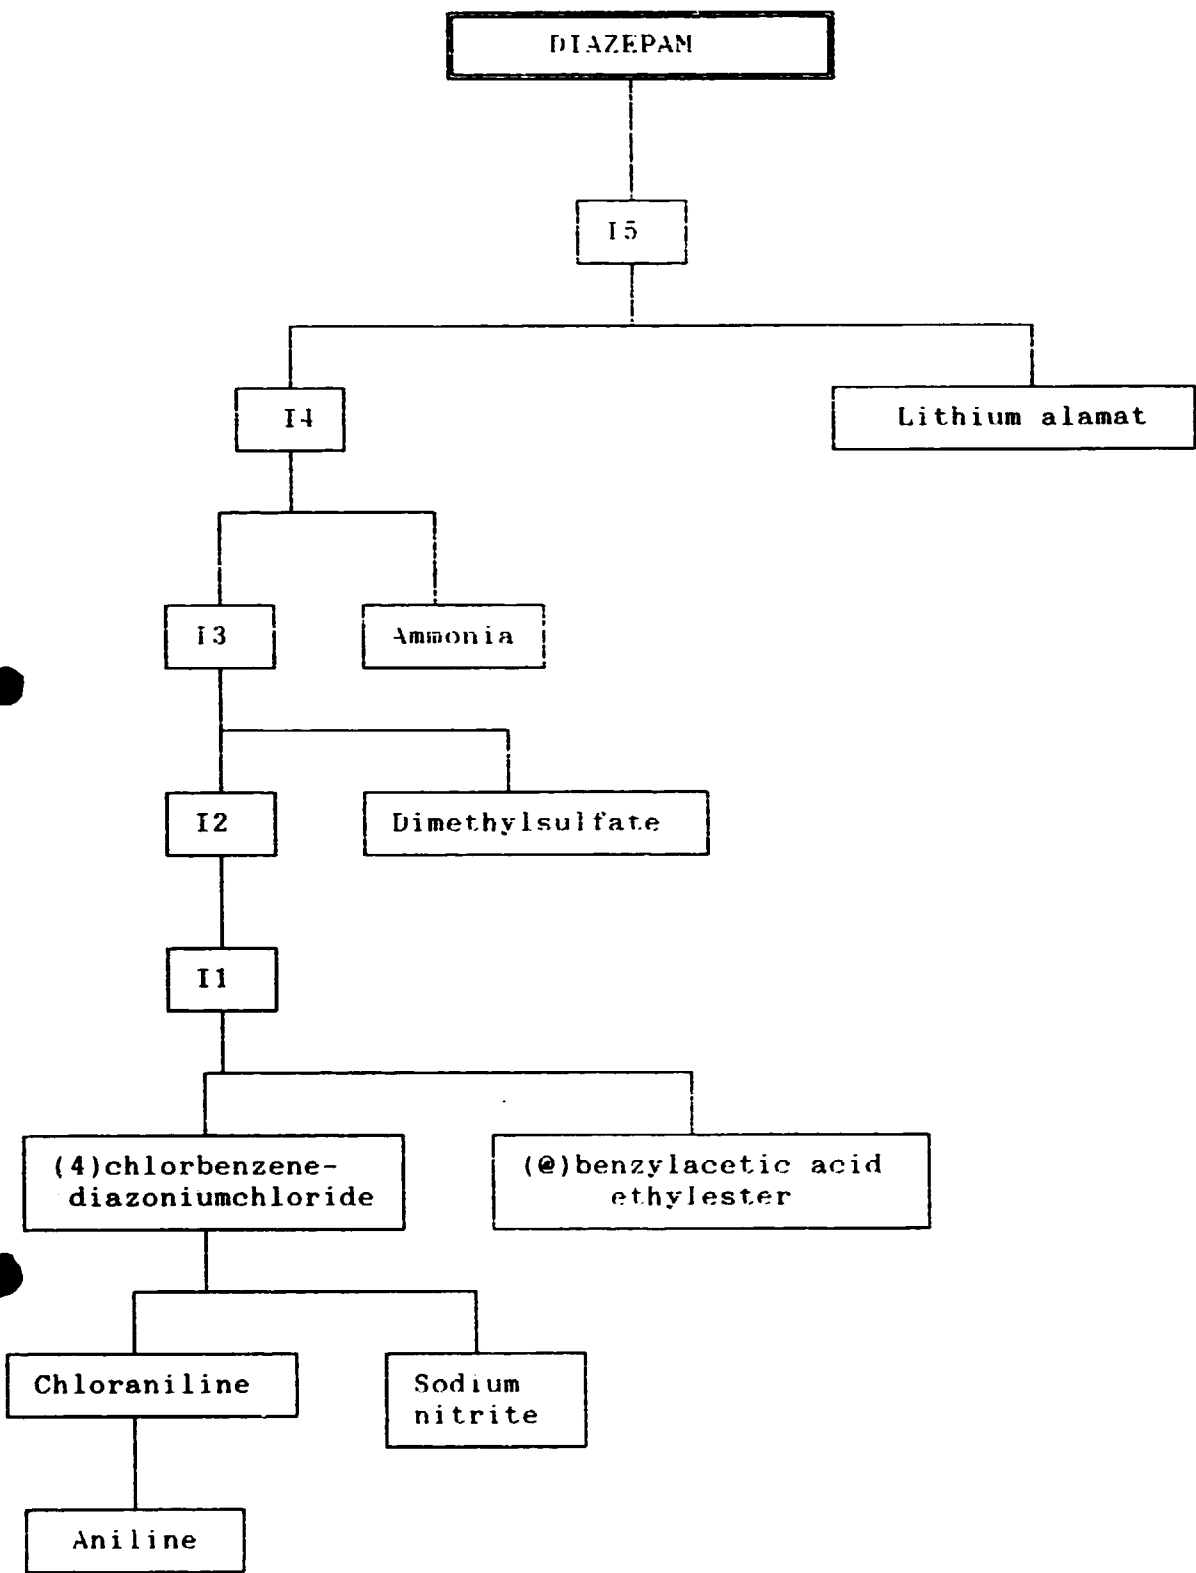 DIAZEPAM
I5
I4
Lithium alamat
I3
Ammonia
I2
Dimethylsulfate
I1
(4)chlorbenzene-
diazoniumchloride
(@)benzylacetic acid
ethylester
Chloraniline
Sodium
nitrite
Aniline